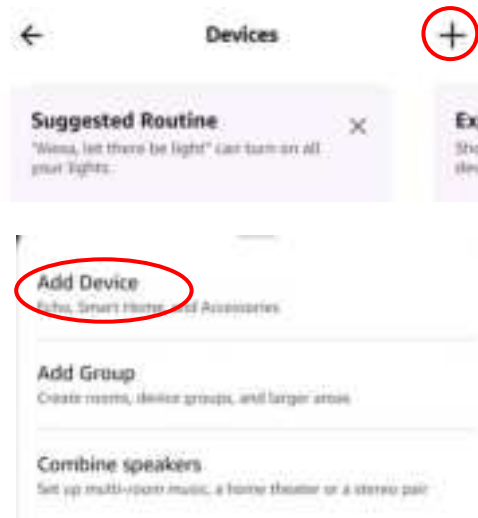 Devices
Suggested Routine
"Alexa, let there be light" can turn on all
your lights.
Ex
Sho
dev
Add Device
Echo, Smart Home, and Accessories
Add Group
Create rooms, device groups, and larger areas
Combine speakers
Set up multi-room music, a home theater or a stereo pair